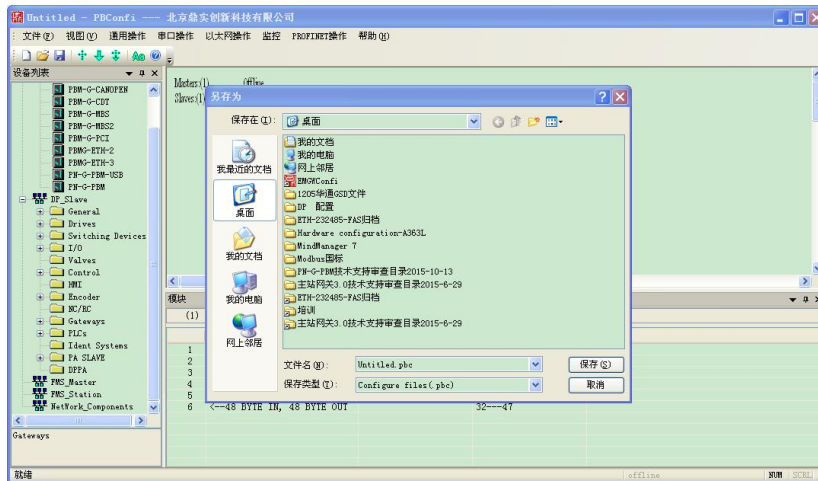 Untitled - PBConfi --- 北京鼎实创新科技有限公司
文件(F) 视图(V) 通用操作 串口操作 以太网操作 监控 PROFINET操作 帮助(H)
设备列表
PBM-G-CANOPEN
PBM-G-CDT
PBM-G-MBS
PBM-G-MBS2
PBM-G-PCI
PBMG-ETH-2
PBMG-ETH-3
PN-G-PBM-USB
PN-G-PBM
DP_Slave
General
Drives
Switching Devices
I/O
Valves
Control
HMI
Encoder
NC/RC
Gateways
PLCs
Ident Systems
PA SLAVE
DPPA
FMS_Master
FMS_Station
NetWork_Components
Gateways
Masters:(1) Offline
Slaves:(1)
另存为
保存在(I): 桌面
我最近的文档
桌面
我的文档
我的电脑
网上邻居
我的文档
我的电脑
网上邻居
EMGWConfi
1205华通GSD文件
DP 配置
ETH-232485-FAS归档
Hardware configuration-A363L
MindManager 7
Modbus国标
PN-G-PBM技术支持审查目录2015-10-13
主站网关3.0技术支持审查目录2015-6-29
ETH-232485-FAS归档
培训
主站网关3.0技术支持审查目录2015-6-29
文件名(N): Untitled.pbc 保存(S)
保存类型(T): Configure files(.pbc) 取消
模块
(1)
1
2
3
4
5
6 <--48 BYTE IN, 48 BYTE OUT 32---47
就绪 offline NUM SCRL